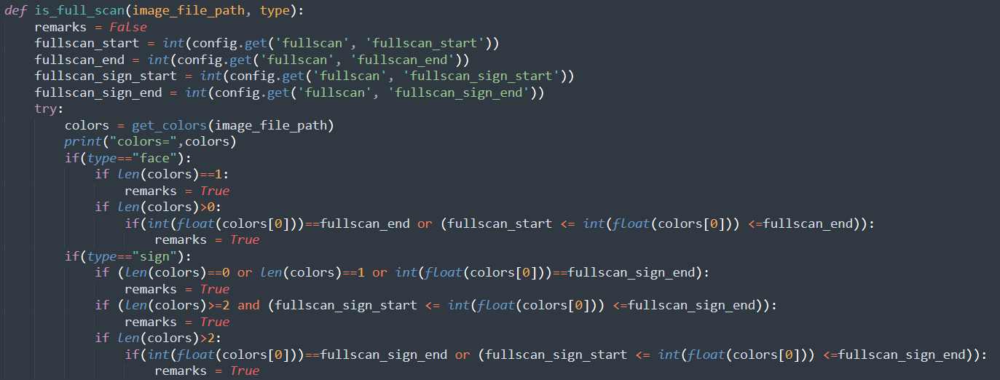 def is_full_scan(image_file_path, type):
    remarks = False
    fullscan_start = int(config.get('fullscan', 'fullscan_start'))
    fullscan_end = int(config.get('fullscan', 'fullscan_end'))
    fullscan_sign_start = int(config.get('fullscan', 'fullscan_sign_start'))
    fullscan_sign_end = int(config.get('fullscan', 'fullscan_sign_end'))
    try:
        colors = get_colors(image_file_path)
        print("colors=",colors)
        if(type=="face"):
            if len(colors)==1:
                remarks = True
            if len(colors)>0:
                if(int(float(colors[0]))==fullscan_end or (fullscan_start <= int(float(colors[0])) <=fullscan_end)):
                    remarks = True
        if(type=="sign"):
            if (len(colors)==0 or len(colors)==1 or int(float(colors[0]))==fullscan_sign_end):
                remarks = True
            if (len(colors)>=2 and (fullscan_sign_start <= int(float(colors[0])) <=fullscan_sign_end)):
                remarks = True
            if len(colors)>2:
                if(int(float(colors[0]))==fullscan_sign_end or (fullscan_sign_start <= int(float(colors[0])) <=fullscan_sign_end)):
                    remarks = True